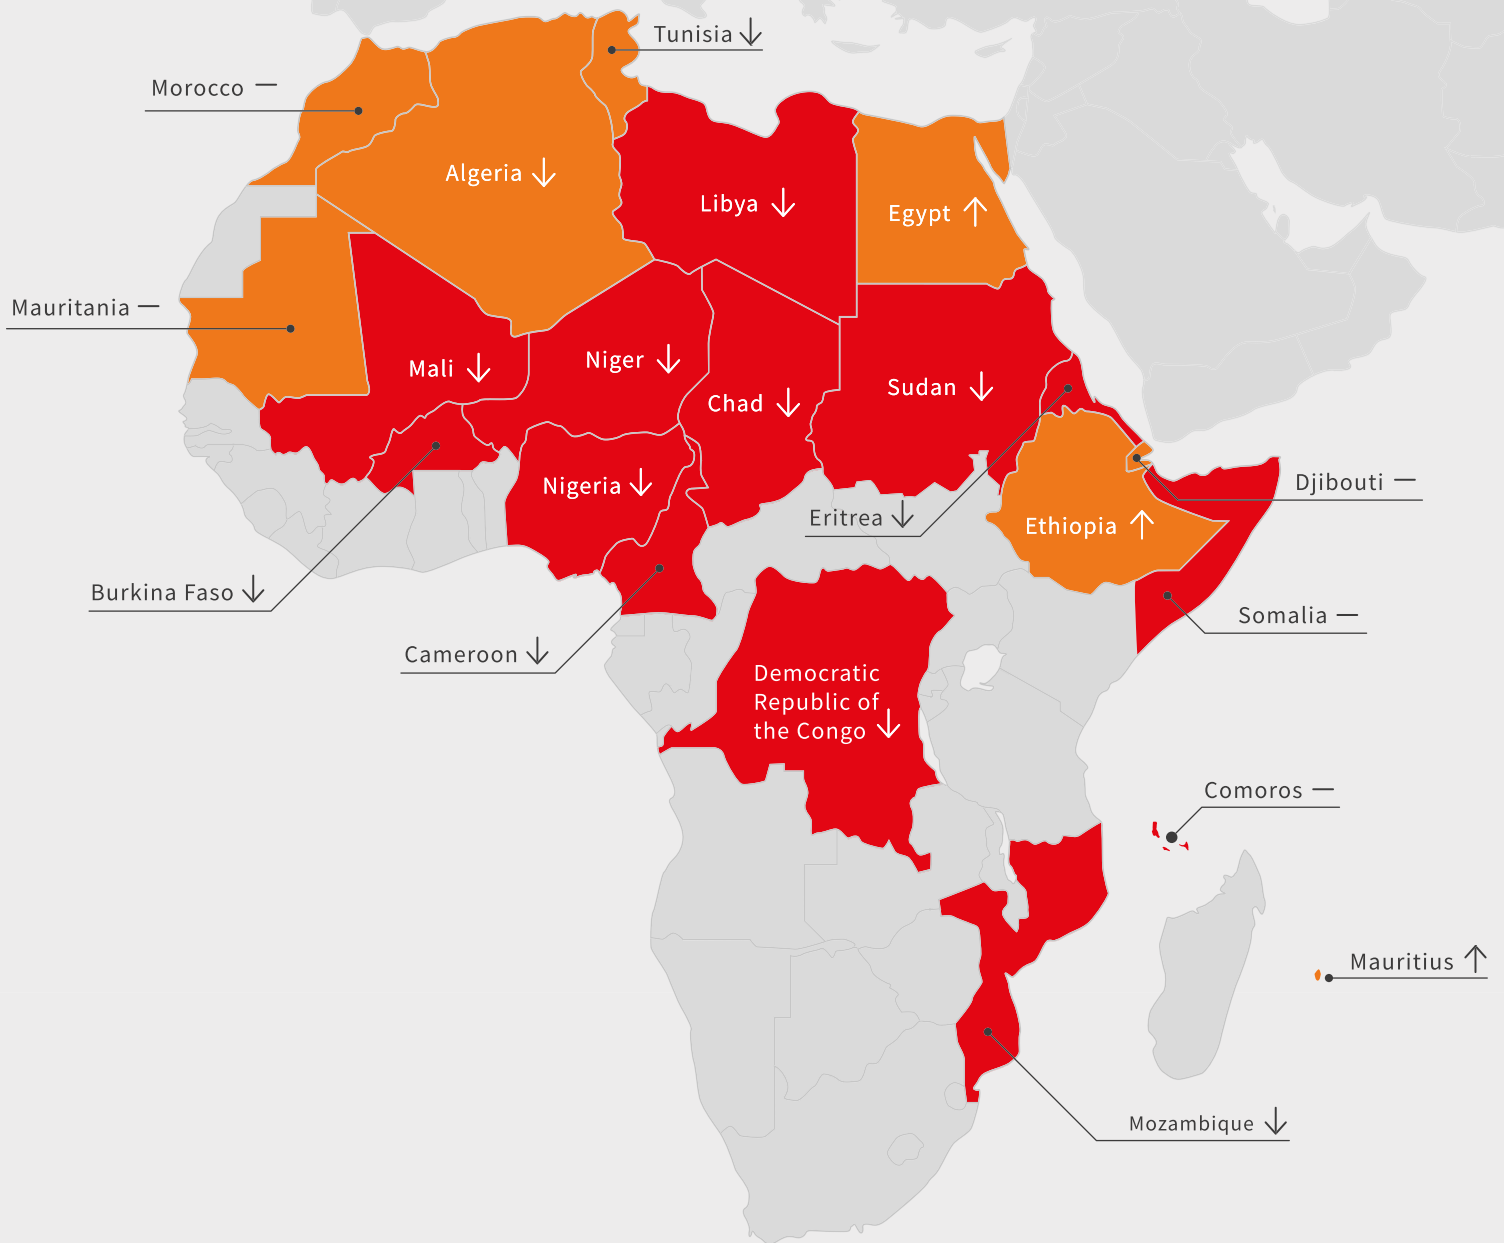 Tunisia ↓
Morocco —
Algeria ↓
Libya ↓
Egypt ↑
Mauritania —
Mali ↓
Niger ↓
Chad ↓
Sudan ↓
Nigeria ↓
Eritrea ↓
Ethiopia ↑
Djibouti —
Burkina Faso ↓
Cameroon ↓
Somalia —
Democratic
Republic of
the Congo ↓
Comoros —
Mauritius ↑
Mozambique ↓